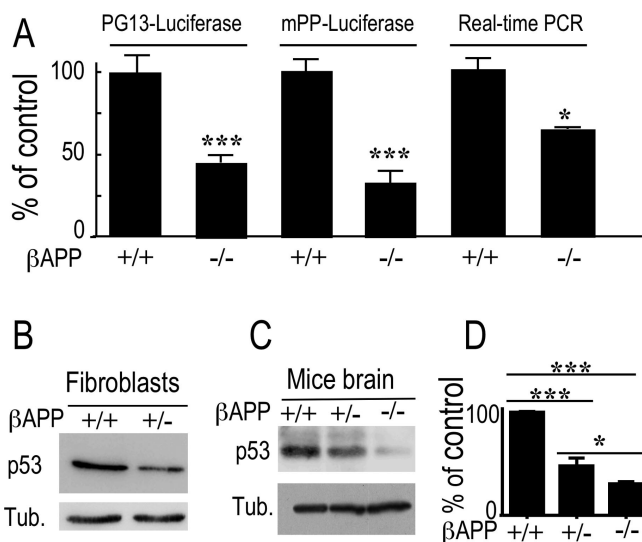 A
PG13-Luciferase mPP-Luciferase Real-time PCR
% of control
100
50
0
*** *** *
βAPP +/+ -/- +/+ -/- +/+ -/-
B
Fibroblasts
βAPP +/+ +/-
p53
Tub.
C
Mice brain
βAPP +/+ +/- -/-
p53
Tub.
D
***
***
*
% of control
100
0
βAPP +/+ +/- -/-